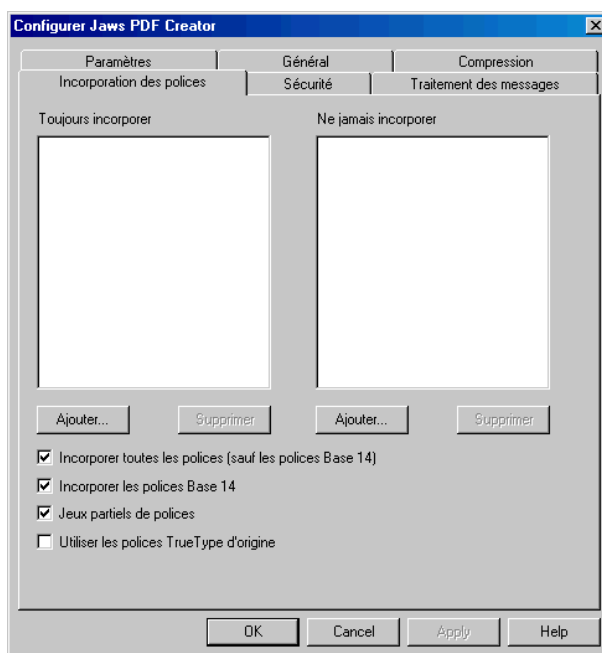 Configurer Jaws PDF Creator
Paramètres Général Compression
Incorporation des polices Sécurité Traitement des messages
Toujours incorporer Ne jamais incorporer
Ajouter... Supprimer Ajouter... Supprimer
Incorporer toutes les polices (sauf les polices Base 14)
Incorporer les polices Base 14
Jeux partiels de polices
Utiliser les polices TrueType d'origine
OK Cancel Apply Help